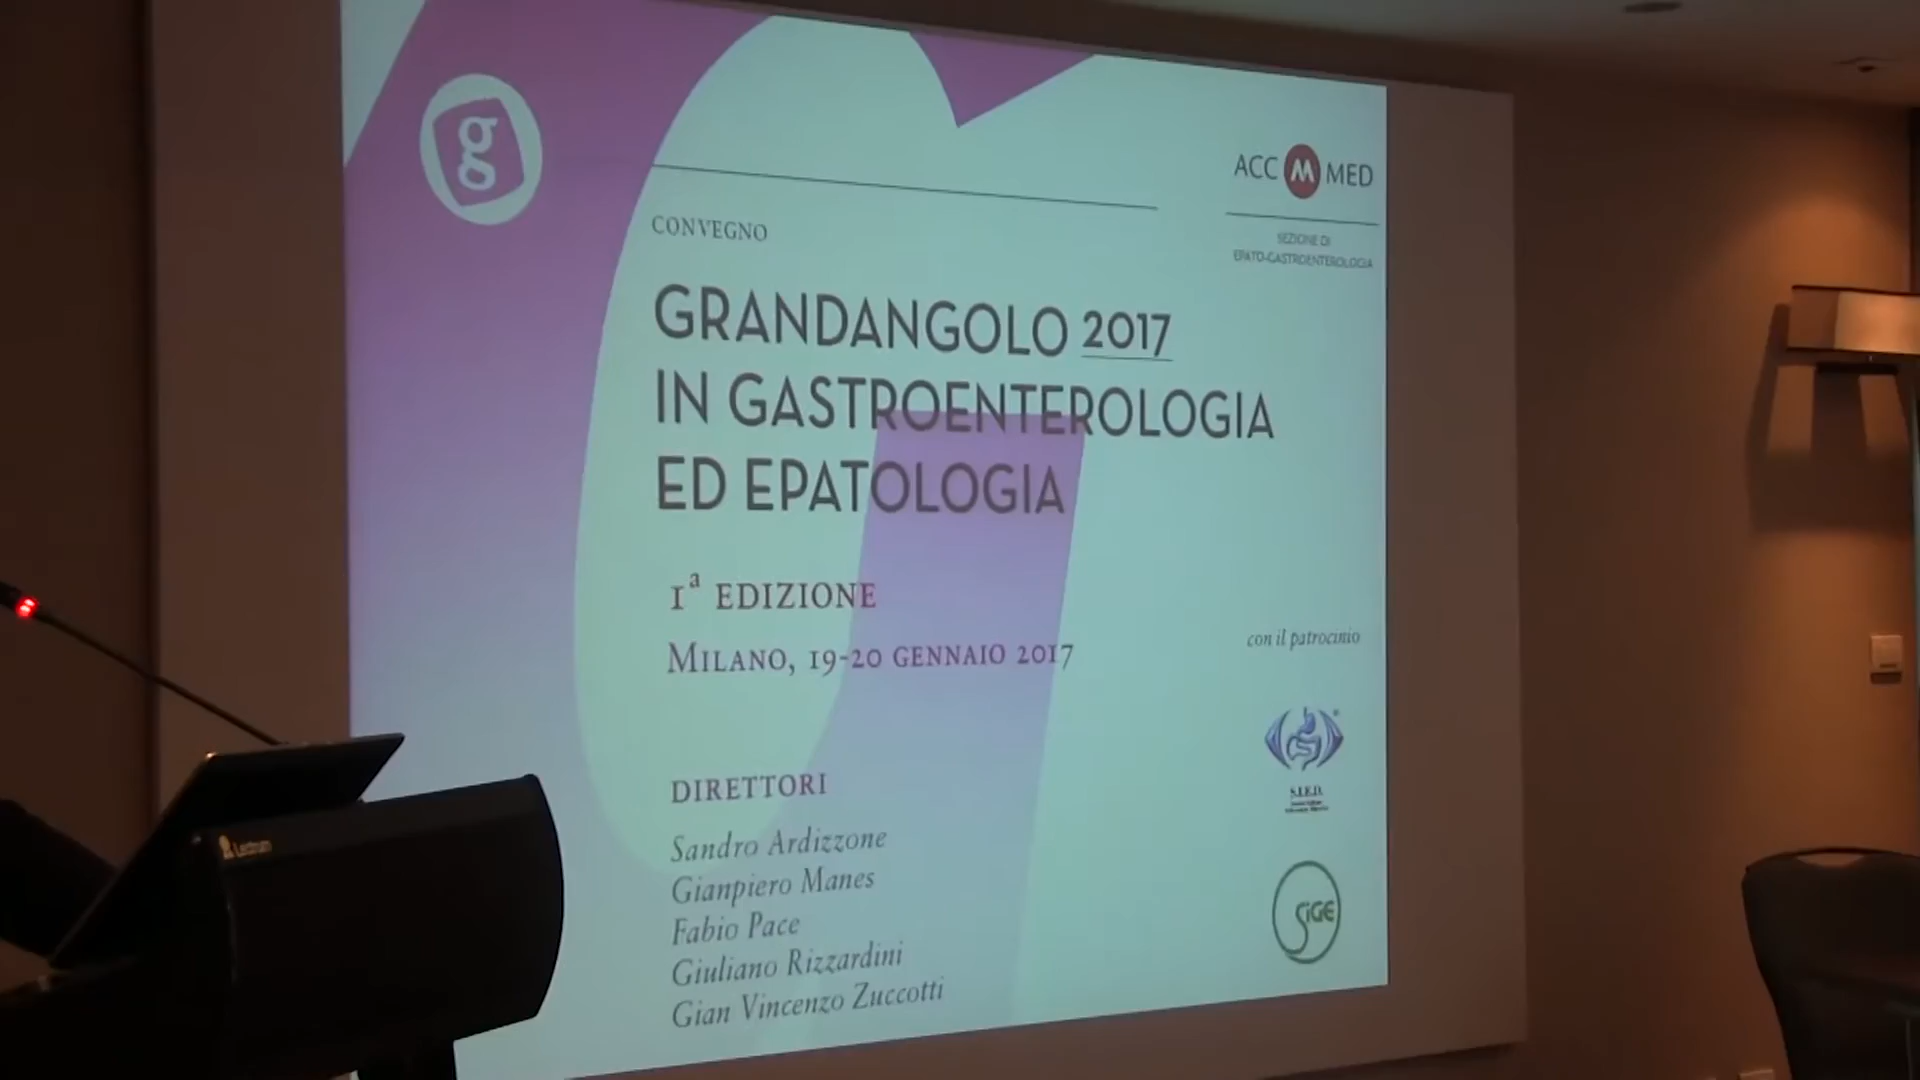 g
ACC M MED
SEZIONE DI
EPATO-GASTROENTEROLOGIA
CONVEGNO
GRANDANGOLO 2017
IN GASTROENTEROLOGIA
ED EPATOLOGIA
1ª EDIZIONE
MILANO, 19-20 GENNAIO 2017
con il patrocinio
S.I.E.D.
DIRETTORI
Sandro Ardizzone
Gianpiero Manes
Fabio Pace
Giuliano Rizzardini
Gian Vincenzo Zuccotti
SIGE
Lectrum